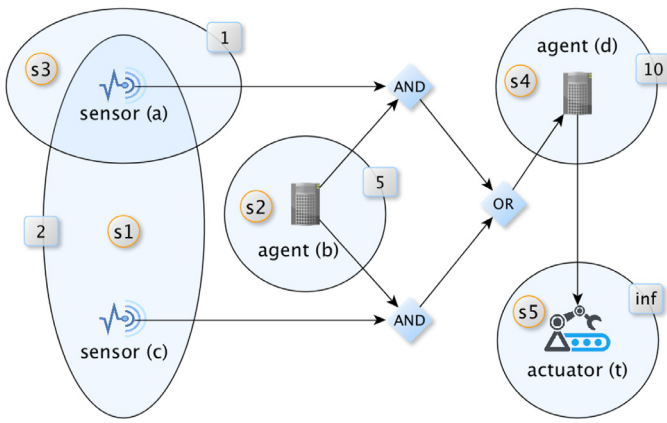 1
s3
sensor (a)
AND
agent (d)
s4
10
2
s1
s2
5
agent (b)
OR
sensor (c)
AND
s5
inf
actuator (t)